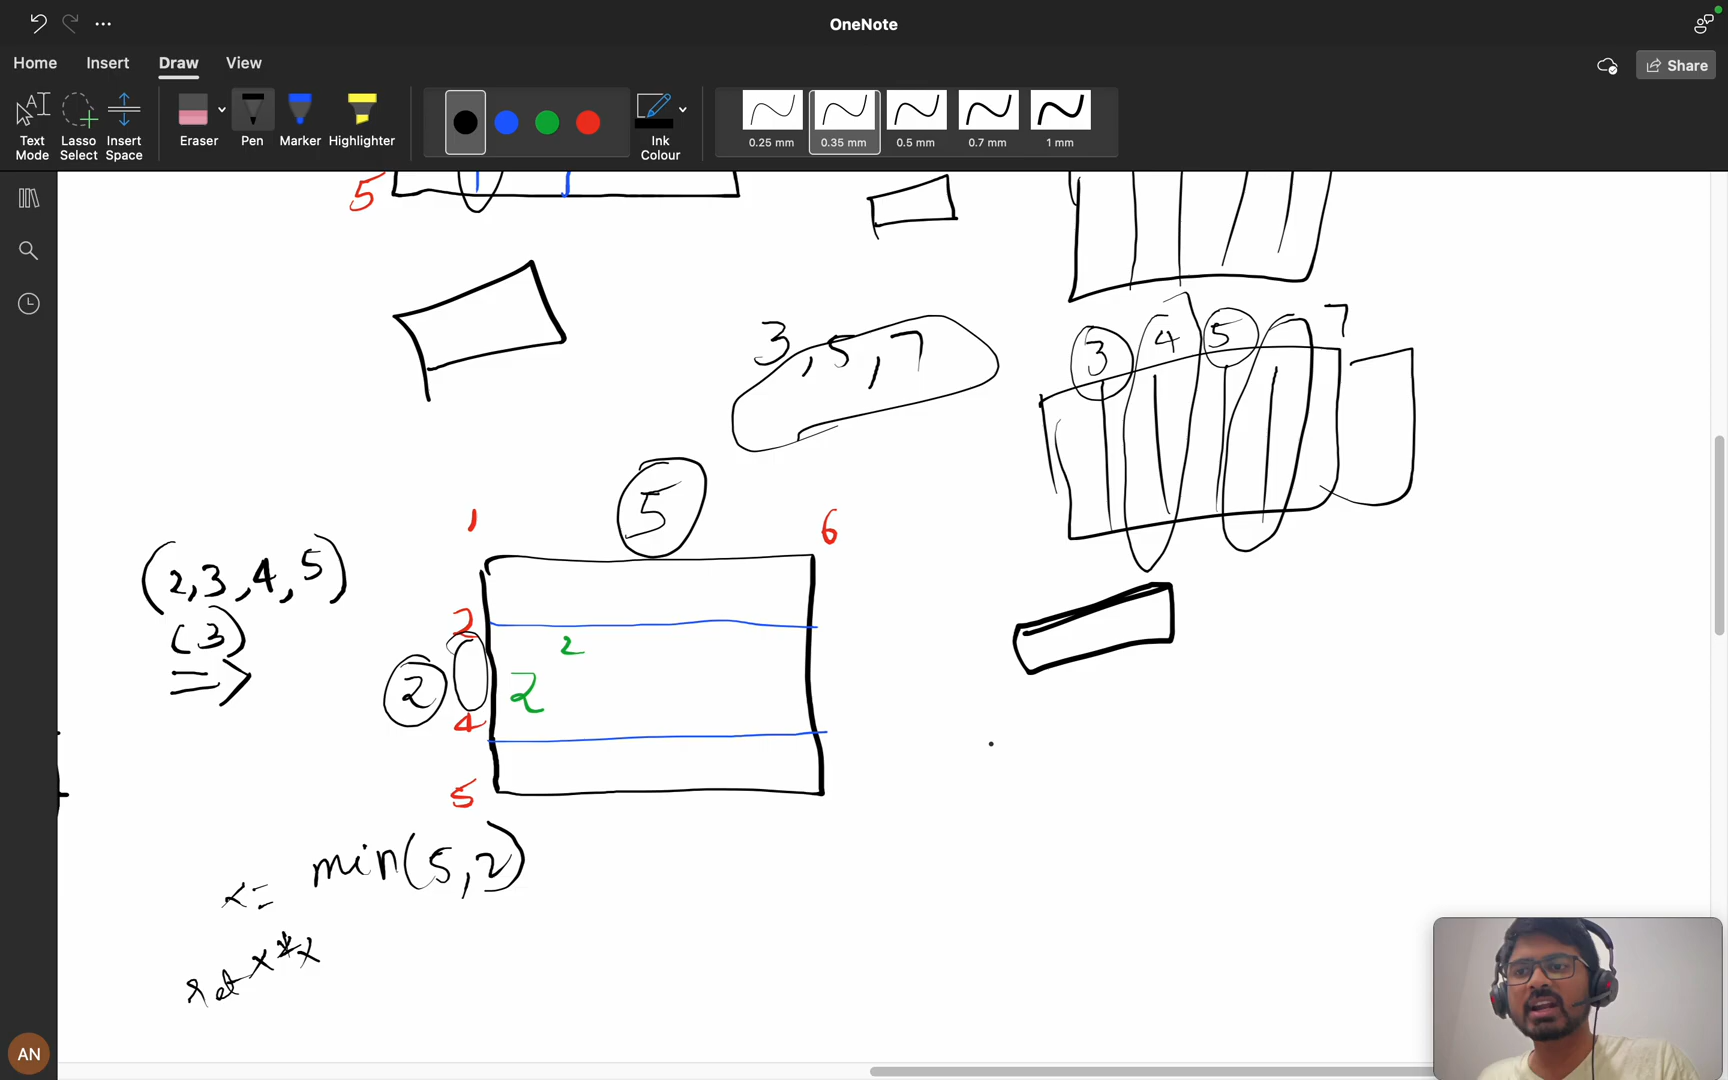 OneNote
Home Insert Draw View
Share
Text Mode
Lasso Select
Insert Space
Eraser
Pen
Marker
Highlighter
Ink Colour
0.25 mm
0.35 mm
0.5 mm
0.7 mm
1 mm
5
3, 5, 7
3 4 5 7
5
1 6
(2, 3, 4, 5)
(3)
=>
2
2
2
4
2
5
min(5, 2)
x=
ret x*x
AN